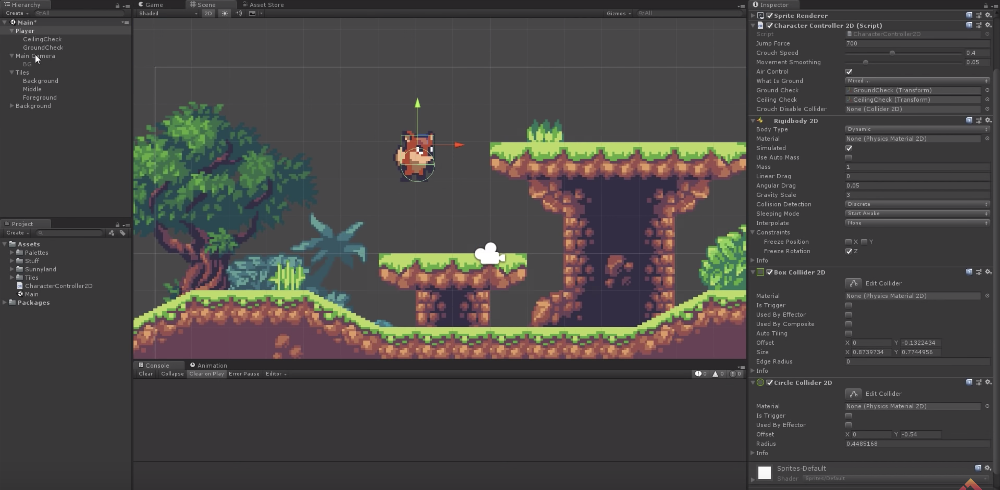 Hierarchy
Create All
Main*
Player
CeilingCheck
GroundCheck
Main Camera
BG
Tiles
Background
Middle
Foreground
Background
Project
Create
Assets
Palettes
Stuff
Sunnyland
Tiles
CharacterController2D
Main
Packages
Game Scene Asset Store
Shaded 2D Gizmos All
Console Animation
Clear Collapse Clear on Play Error Pause Editor 0 0 0
Inspector
Sprite Renderer
Character Controller 2D (Script)
Script CharacterController2D
Jump Force 700
Crouch Speed 0.4
Movement Smoothing 0.05
Air Control
What Is Ground Mixed ...
Ground Check GroundCheck (Transform)
Ceiling Check CeilingCheck (Transform)
Crouch Disable Collider None (Collider 2D)
Rigidbody 2D
Body Type Dynamic
Material None (Physics Material 2D)
Simulated
Use Auto Mass
Mass 1
Linear Drag 0
Angular Drag 0.05
Gravity Scale 3
Collision Detection Discrete
Sleeping Mode Start Awake
Interpolate None
Constraints
Freeze Position X Y
Freeze Rotation Z
Info
Box Collider 2D
Edit Collider
Material None (Physics Material 2D)
Is Trigger
Used By Effector
Used By Composite
Auto Tiling
Offset X 0 Y -0.1322434
Size X 0.8739734 Y 0.7744956
Edge Radius 0
Info
Circle Collider 2D
Edit Collider
Material None (Physics Material 2D)
Is Trigger
Used By Effector
Offset X 0 Y -0.54
Radius 0.4485168
Info
Sprites-Default
Shader Sprites/Default